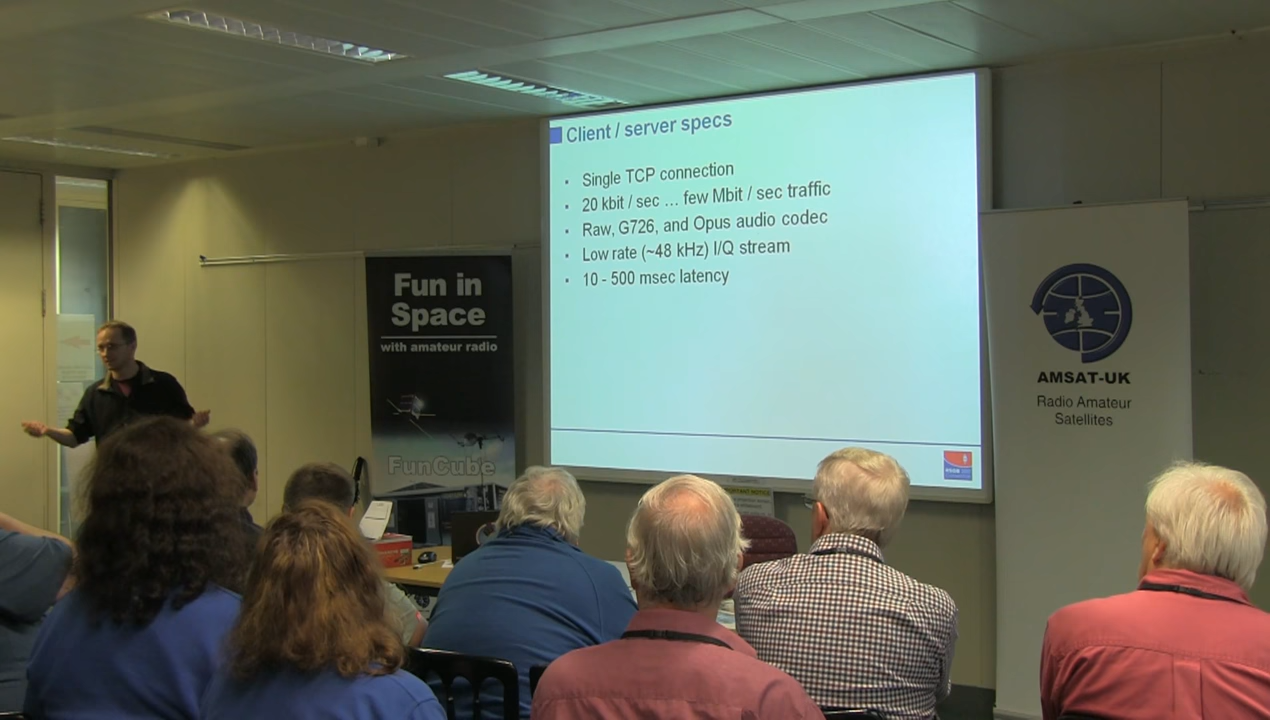 Client / server specs
Single TCP connection
20 kbit / sec ... few Mbit / sec traffic
Raw, G726, and Opus audio codec
Low rate (~48 kHz) I/Q stream
10 - 500 msec latency
Fun in
Space
with amateur radio
FunCube
AMSAT-UK
Radio Amateur
Satellites